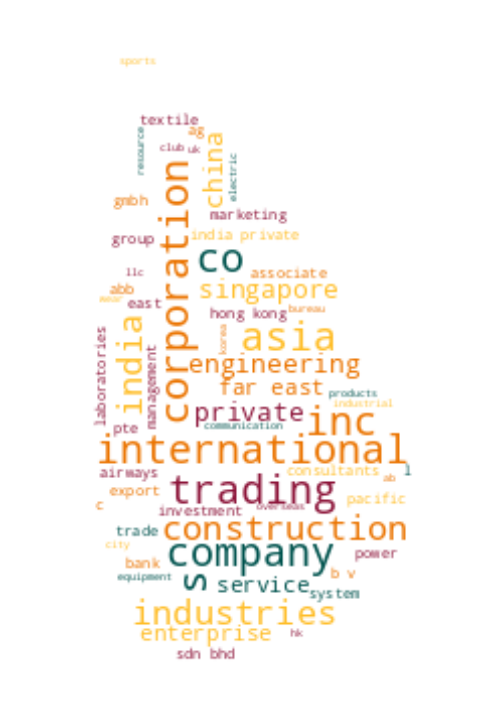 sports
textile
ag
resource
club
uk
china
electric
corporation
gmbh
marketing
group
india private
co
llc
associate
abb
singapore
wear
east
hong kong
bureau
india
korea
asia
laboratories
management
engineering
far east
products
industrial
private
inc
pte
communication
international
airways
consultants
l
trading
ab
export
pacific
c
investment
overseas
trade
construction
city
company
power
bank
b v
equipment
s
service
system
industries
enterprise
hk
sdn bhd